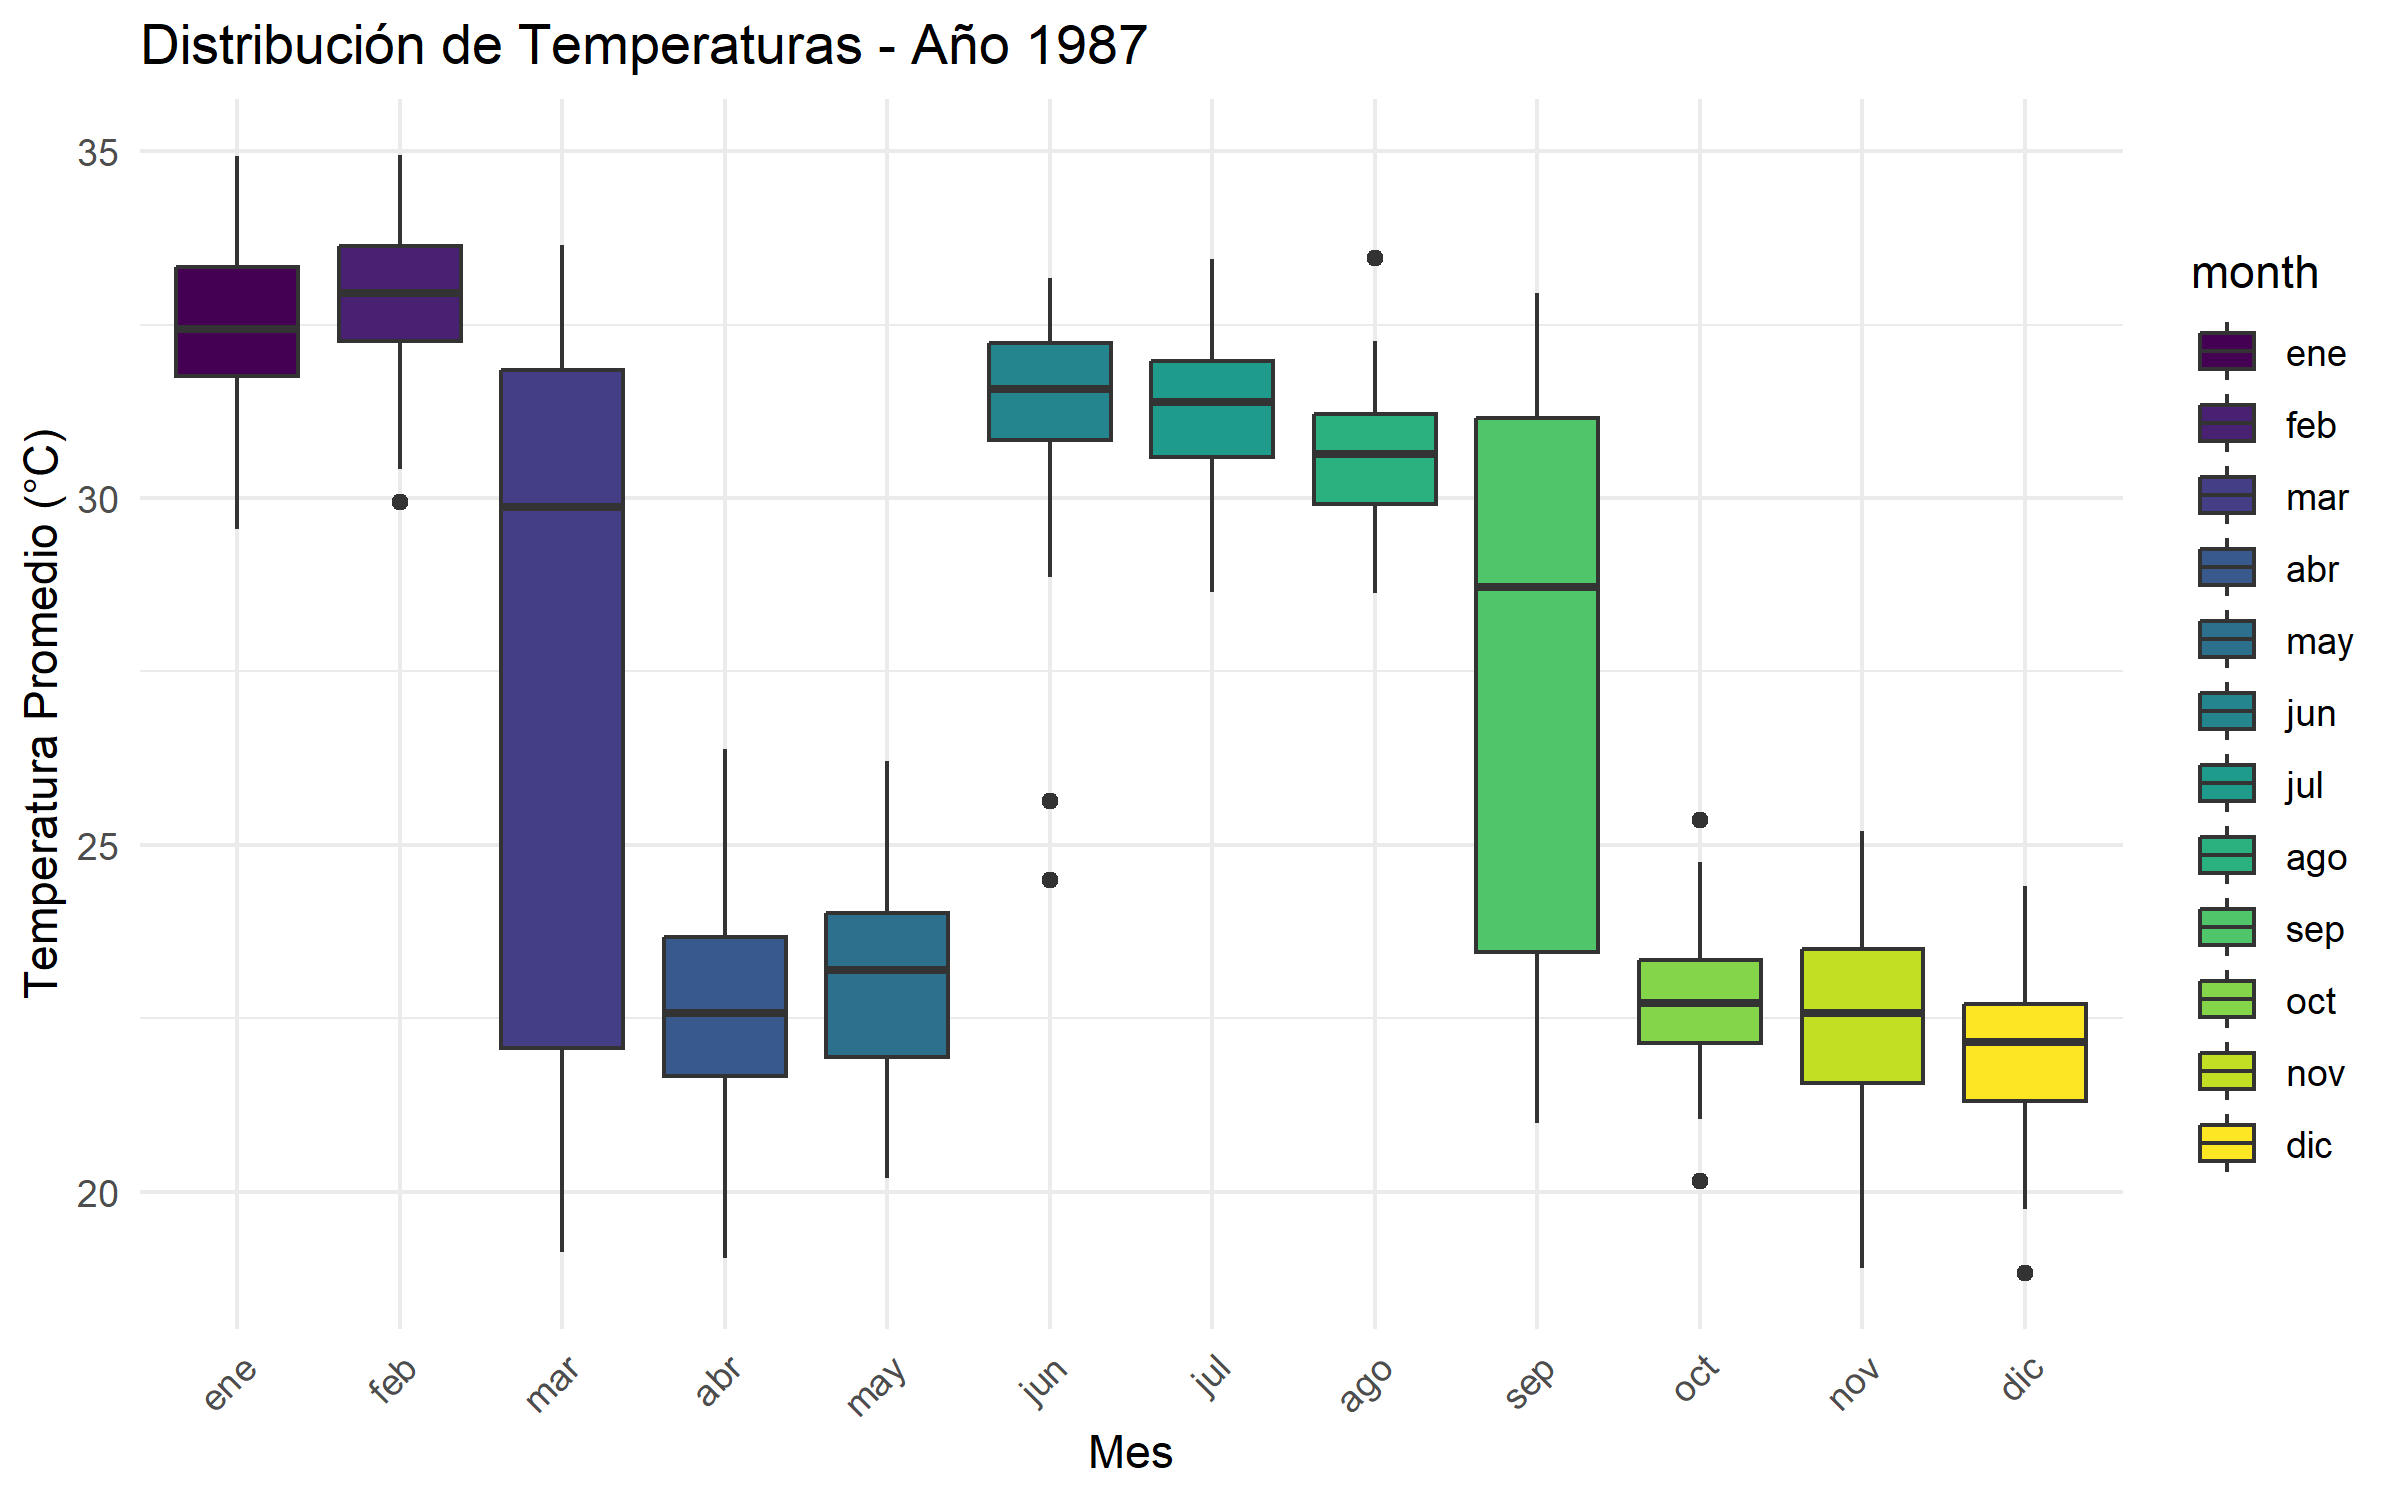 Distribución de Temperaturas - Año 1987
Temperatura Promedio (°C)
35
30
25
20
ene
feb
mar
abr
may
jun
jul
ago
sep
oct
nov
dic
Mes
month
ene
feb
mar
abr
may
jun
jul
ago
sep
oct
nov
dic